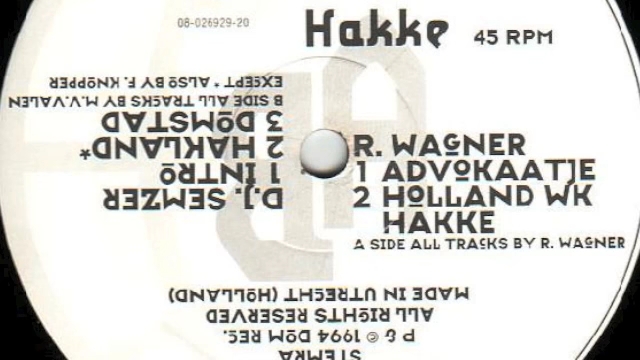 08-026929-20
Hakke 45 RPM
R. WAGNER
1 ADVOKAATJE
2 HOLLAND WK
HAKKE
A SIDE ALL TRACKS BY R. WAGNER
D.J. SEMZER
1 INTRO
2 HAKLAND*
3 DOMSTAD
B SIDE ALL TRACKS BY M.V.VALEN
EXCEPT * ALSO BY F. KNOPPER
STEMRA
P & © 1994 DOM REC.
ALL RIGHTS RESERVED
MADE IN UTRECHT (HOLLAND)